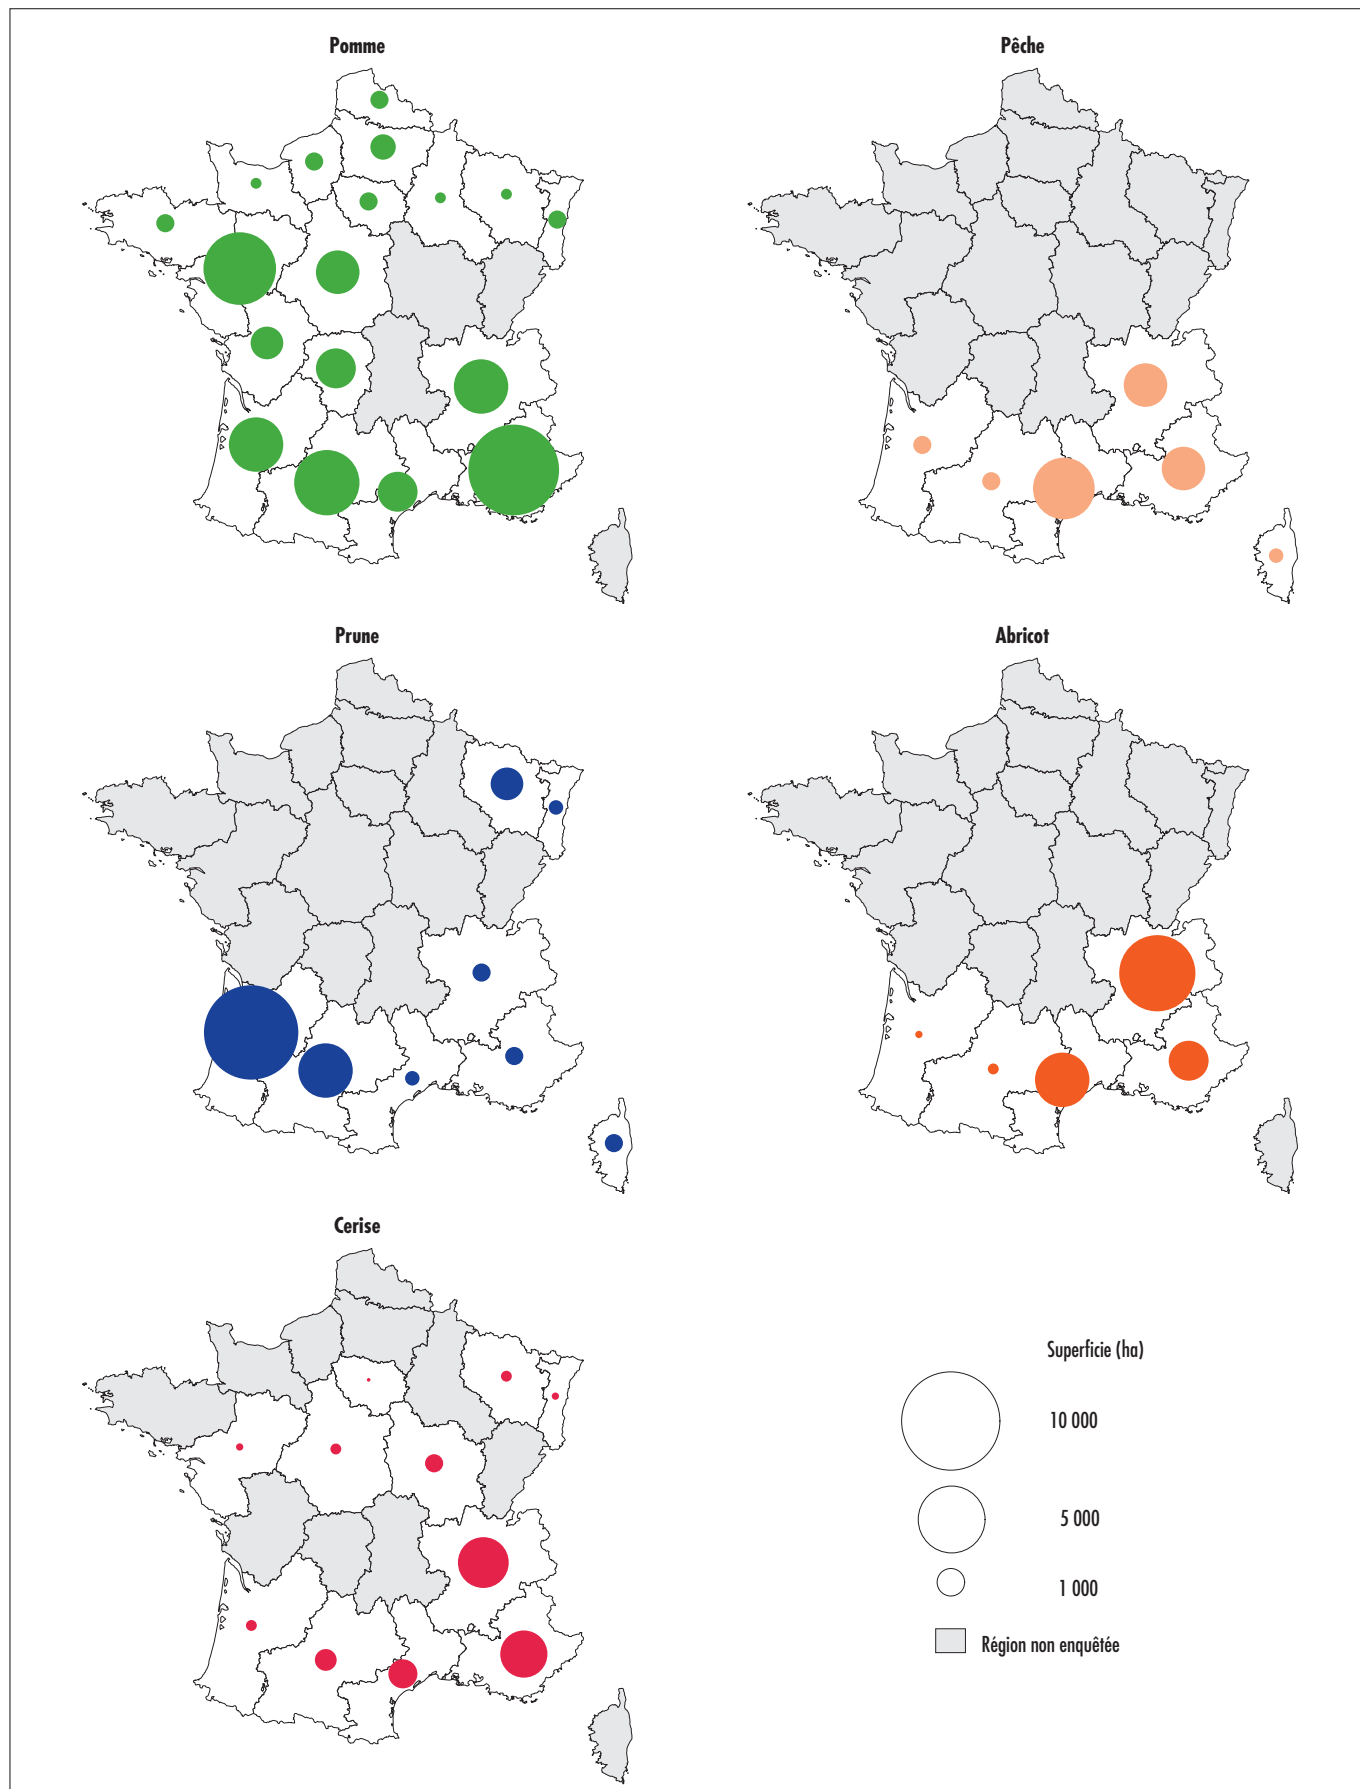 Pomme
Pêche
Prune
Abricot
Cerise
Superficie (ha)
10 000
5 000
1 000
Région non enquêtée